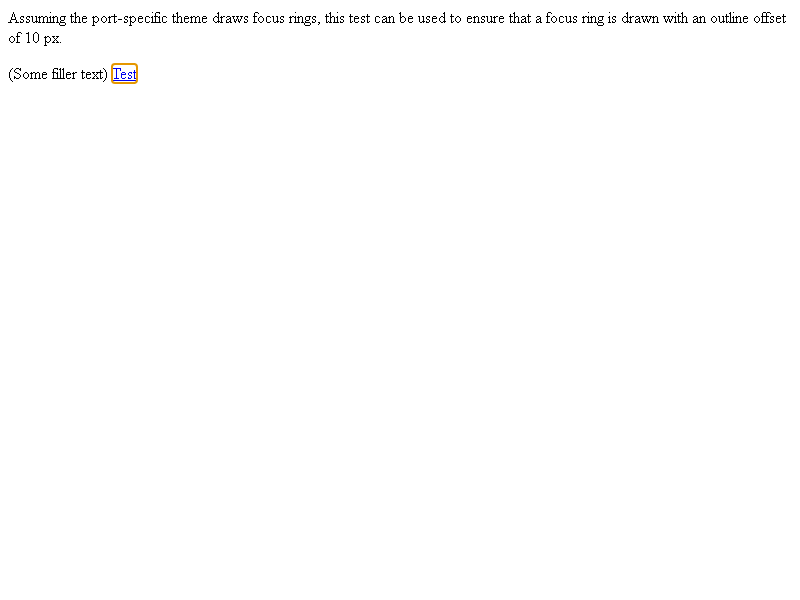 Assuming the port-specific theme draws focus rings, this test can be used to ensure that a focus ring is drawn with an outline offset
of 10 px.
(Some filler text) Test